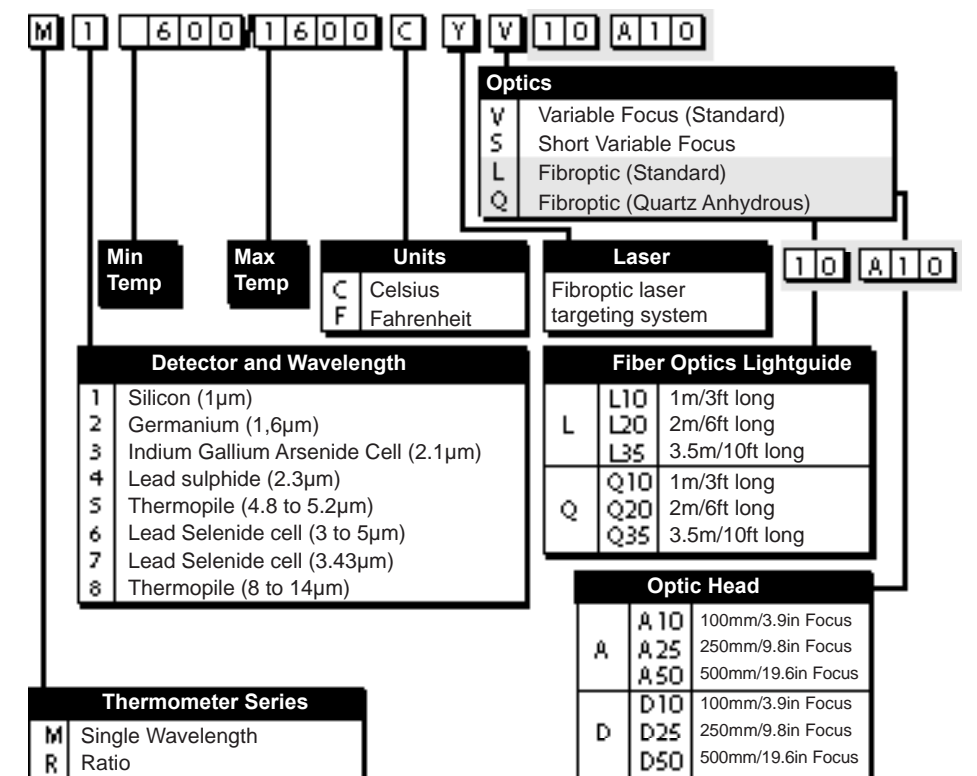 M 1 600 1600 C Y V 10 A10
Optics
V Variable Focus (Standard)
S Short Variable Focus
L Fibroptic (Standard)
Q Fibroptic (Quartz Anhydrous)
Min
Temp
Max
Temp
Units
C Celsius
F Fahrenheit
Laser
Fibroptic laser
targeting system
10 A10
Detector and Wavelength
1 Silicon (1µm)
2 Germanium (1,6µm)
3 Indium Gallium Arsenide Cell (2.1µm)
4 Lead sulphide (2.3µm)
5 Thermopile (4.8 to 5.2µm)
6 Lead Selenide cell (3 to 5µm)
7 Lead Selenide cell (3.43µm)
8 Thermopile (8 to 14µm)
Fiber Optics Lightguide
L
L10 1m/3ft long
L20 2m/6ft long
L35 3.5m/10ft long
Q
Q10 1m/3ft long
Q20 2m/6ft long
Q35 3.5m/10ft long
Optic Head
A
A10 100mm/3.9in Focus
A25 250mm/9.8in Focus
A50 500mm/19.6in Focus
D
D10 100mm/3.9in Focus
D25 250mm/9.8in Focus
D50 500mm/19.6in Focus
Thermometer Series
M Single Wavelength
R Ratio